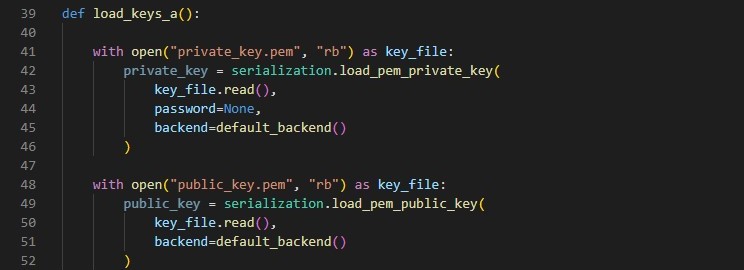 39 def load_keys_a():
40
41     with open("private_key.pem", "rb") as key_file:
42         private_key = serialization.load_pem_private_key(
43             key_file.read(),
44             password=None,
45             backend=default_backend()
46         )
47
48     with open("public_key.pem", "rb") as key_file:
49         public_key = serialization.load_pem_public_key(
50             key_file.read(),
51             backend=default_backend()
52         )